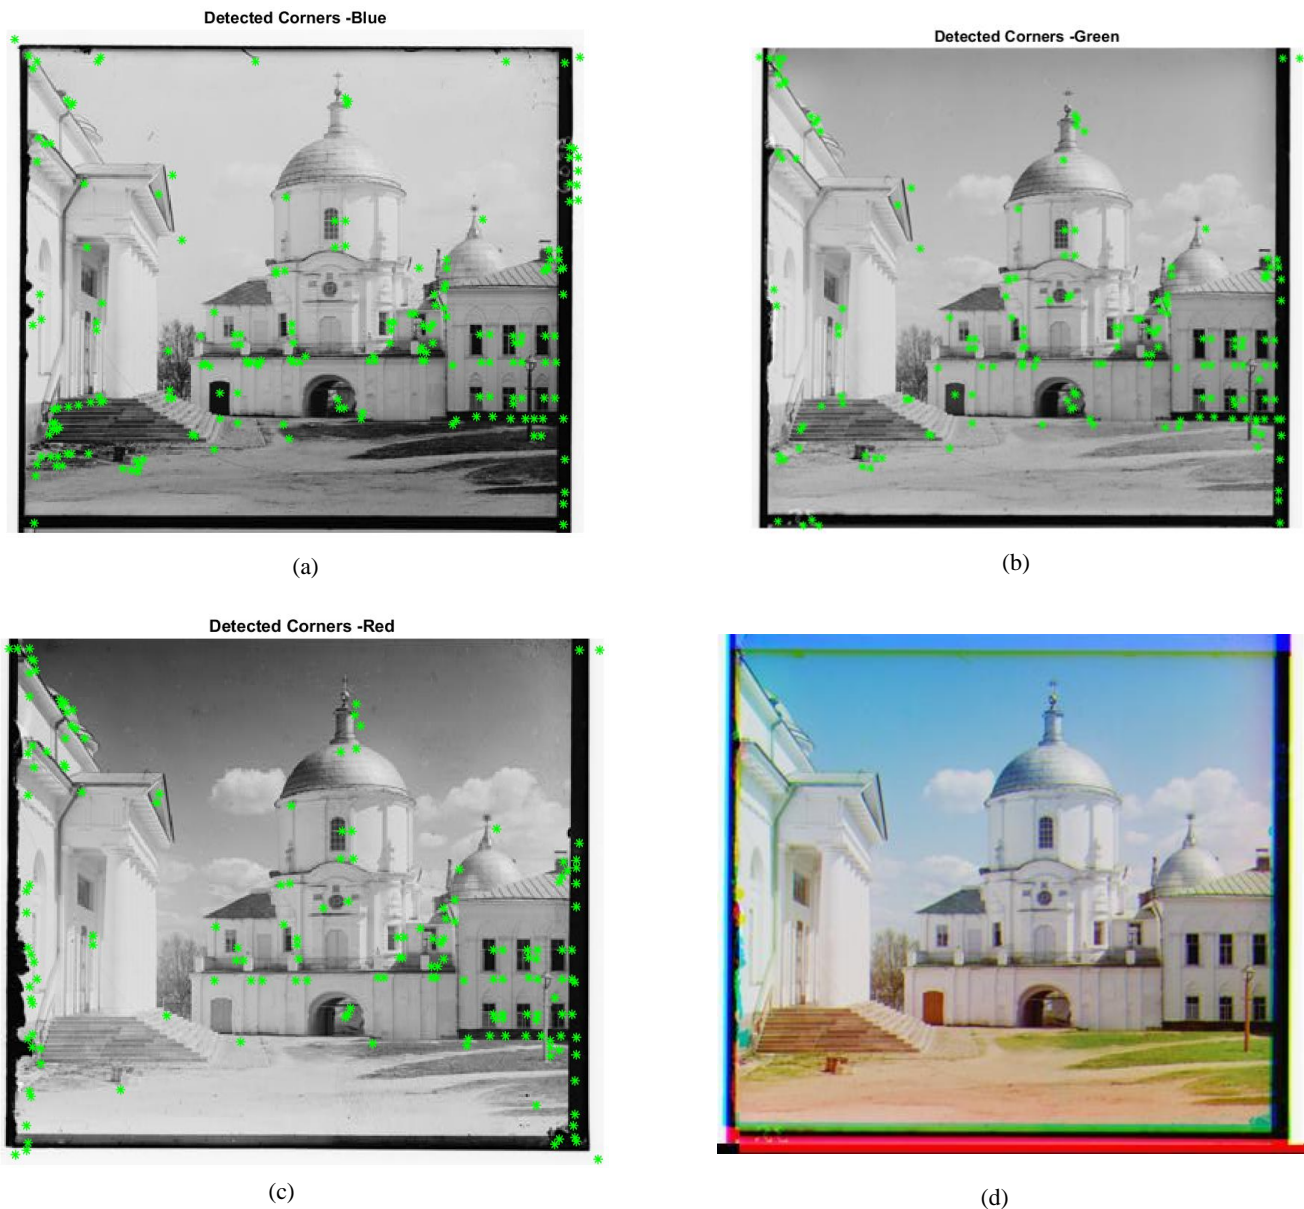 Detected Corners -Blue
Detected Corners -Green
(a)
(b)
Detected Corners -Red
(c)
(d)